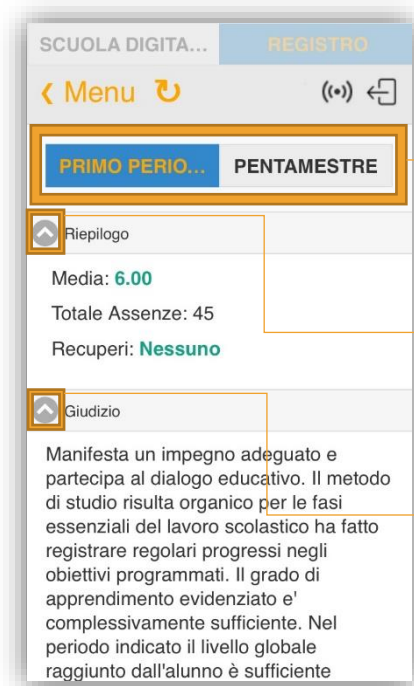 SCUOLA DIGITA... REGISTRO
Menu
PRIMO PERIO... PENTAMESTRE
Riepilogo
Media: 6.00
Totale Assenze: 45
Recuperi: Nessuno
Giudizio
Manifesta un impegno adeguato e
partecipa al dialogo educativo. Il metodo
di studio risulta organico per le fasi
essenziali del lavoro scolastico ha fatto
registrare regolari progressi negli
obiettivi programmati. Il grado di
apprendimento evidenziato e'
complessivamente sufficiente. Nel
periodo indicato il livello globale
raggiunto dall'alunno è sufficiente